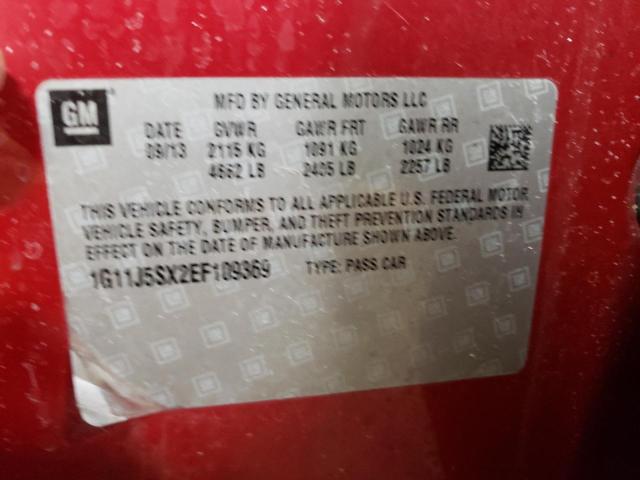 GM
MFD BY GENERAL MOTORS LLC
DATE GVWR GAWR FRT GAWR RR
09/13 2115 KG 1091 KG 1024 KG
4662 LB 2405 LB 2257 LB
THIS VEHICLE CONFORMS TO ALL APPLICABLE U.S. FEDERAL MOTOR
VEHICLE SAFETY, BUMPER, AND THEFT PREVENTION STANDARDS IN
EFFECT ON THE DATE OF MANUFACTURE SHOWN ABOVE.
1G11J5SX2EF109369 TYPE: PASS CAR